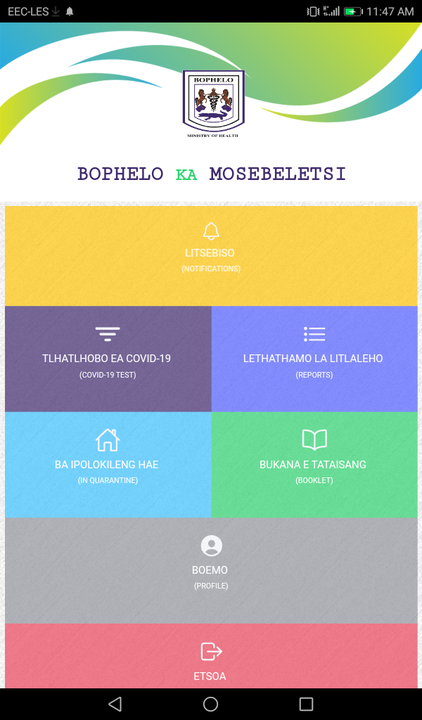 EEC-LES
11:47 AM
BOPHELO
MINISTRY OF HEALTH
BOPHELO KA MOSEBELETSI
LITSEBISO
(NOTIFICATIONS)
TLHATLHOBO EA COVID-19
(COVID-19 TEST)
LETHATHAMO LA LITLALEHO
(REPORTS)
BA IPOLOKILENG HAE
(IN QUARANTINE)
BUKANA E TATAISANG
(BOOKLET)
BOEMO
(PROFILE)
ETSOA